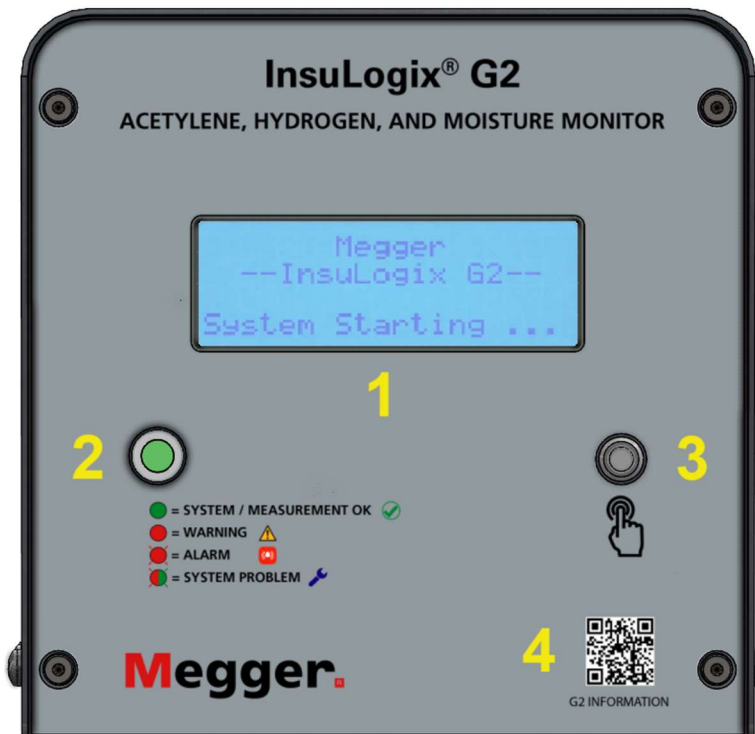 InsuLogix® G2
ACETYLENE, HYDROGEN, AND MOISTURE MONITOR
Megger
--InsuLogix G2--
System Starting ...
1
2
3
= SYSTEM / MEASUREMENT OK
= WARNING
= ALARM
= SYSTEM PROBLEM
Megger.
4
G2 INFORMATION